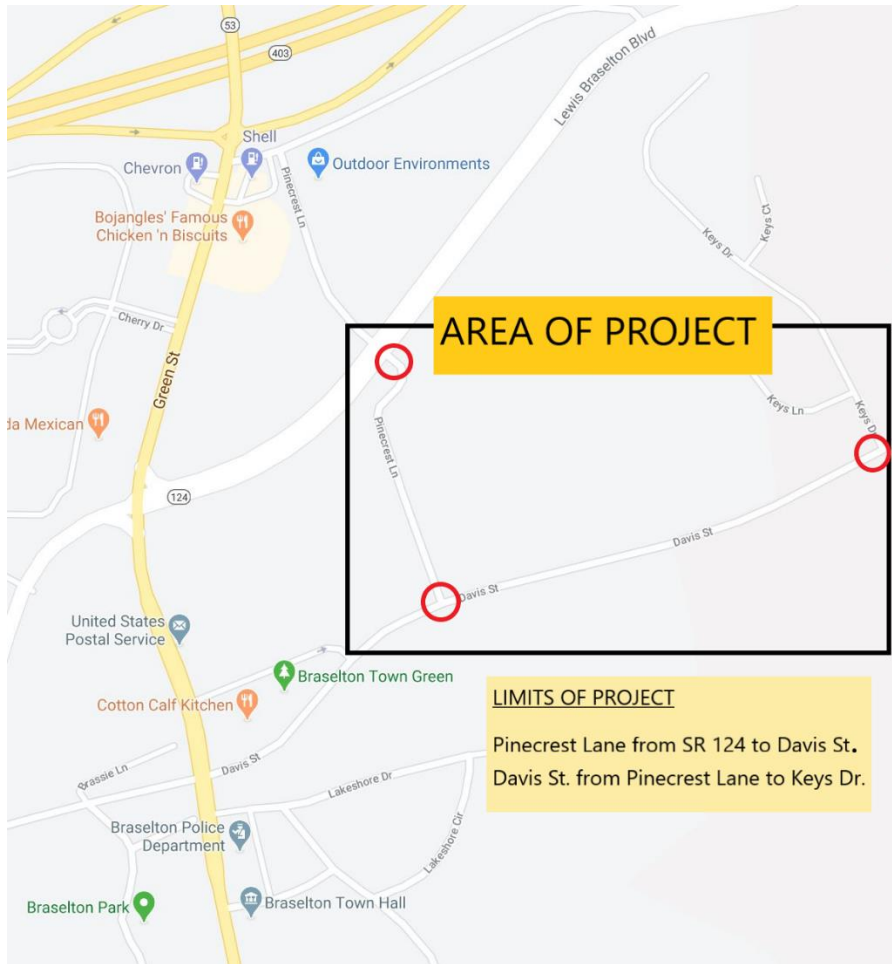 53
403
Lewis Braselton Blvd
Shell
Chevron
Outdoor Environments
Pinecrest Ln
Bojangles' Famous
Chicken 'n Biscuits
Keys Dr
Keys Ct
Cherry Dr
Green St
AREA OF PROJECT
da Mexican
Pinecrest Ln
Keys Ln
Keys D
124
Davis St
Davis St
United States
Postal Service
Braselton Town Green
Cotton Calf Kitchen
LIMITS OF PROJECT
Pinecrest Lane from SR 124 to Davis St.
Davis St. from Pinecrest Lane to Keys Dr.
Davis St
Brassie Ln
Lakeshore Dr
Braselton Police
Department
Lakeshore Cir
Braselton Park
Braselton Town Hall